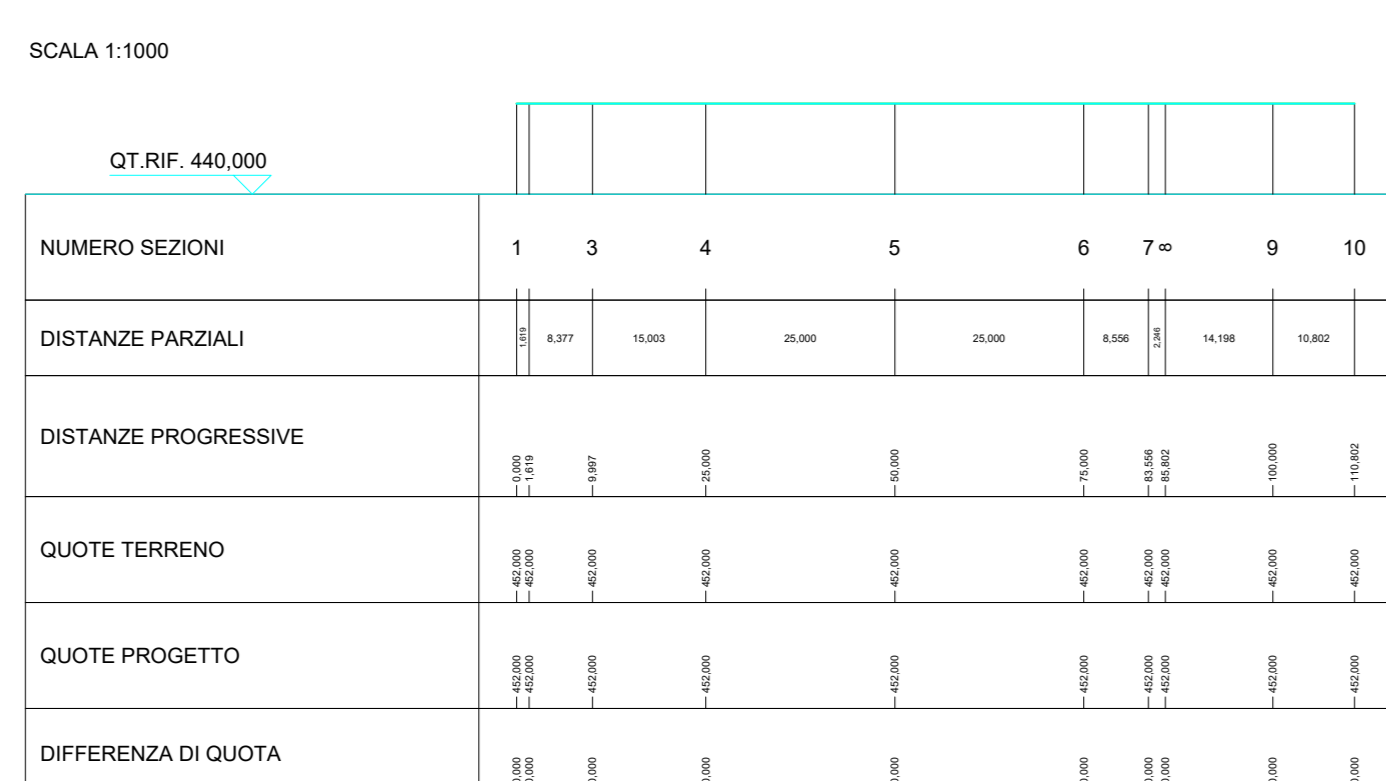 SCALA 1:1000
QT.RIF. 440,000
NUMERO SEZIONI 1 3 4 5 6 7 8 9 10
DISTANZE PARZIALI 1,619 8,377 15,003 25,000 25,000 8,556 2,246 14,198 10,802
DISTANZE PROGRESSIVE 0,000 1,619 9,997 25,000 50,000 75,000 83,556 85,802 100,000 110,802
QUOTE TERRENO 452,000 452,000 452,000 452,000 452,000 452,000 452,000 452,000 452,000 452,000
QUOTE PROGETTO 452,000 452,000 452,000 452,000 452,000 452,000 452,000 452,000 452,000 452,000
DIFFERENZA DI QUOTA